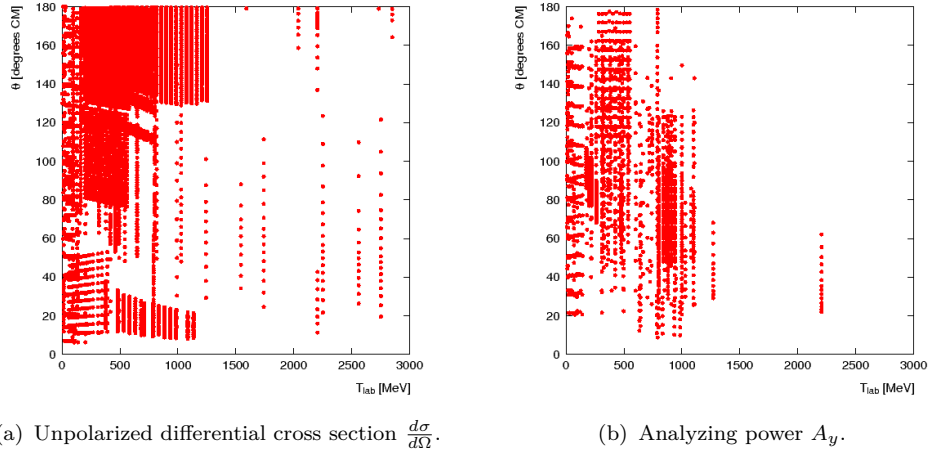 θ [degrees CM]
180
160
140
120
100
80
60
40
20
0
0 500 1000 1500 2000 2500 3000
T_lab [MeV]
θ [degrees CM]
180
160
140
120
100
80
60
40
20
0
0 500 1000 1500 2000 2500 3000
T_lab [MeV]
a) Unpolarized differential cross section dσ/dΩ.
(b) Analyzing power A_y.